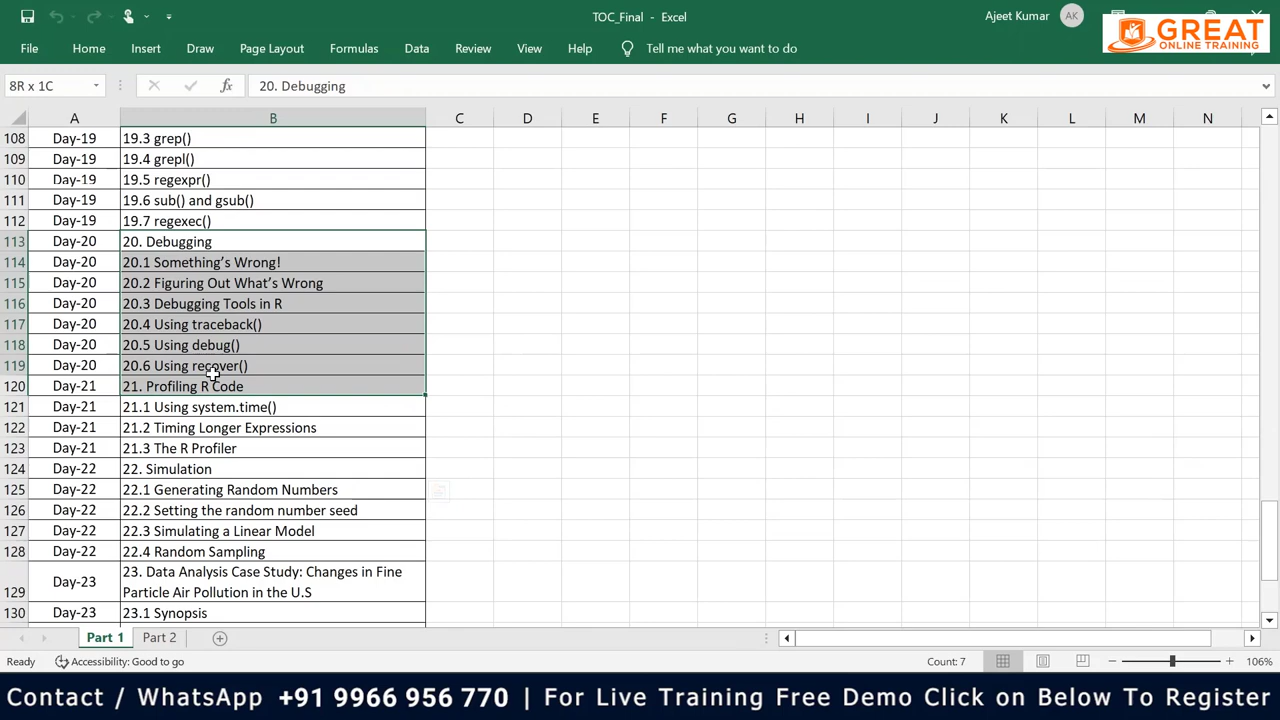 TOC_Final - Excel
Ajeet Kumar AK
GREAT
ONLINE TRAINING
File Home Insert Draw Page Layout Formulas Data Review View Help Tell me what you want to do
8R x 1C fx 20. Debugging
A B C D E F G H I J K L M N
108 Day-19 19.3 grep()
109 Day-19 19.4 grepl()
110 Day-19 19.5 regexpr()
111 Day-19 19.6 sub() and gsub()
112 Day-19 19.7 regexec()
113 Day-20 20. Debugging
114 Day-20 20.1 Something's Wrong!
115 Day-20 20.2 Figuring Out What's Wrong
116 Day-20 20.3 Debugging Tools in R
117 Day-20 20.4 Using traceback()
118 Day-20 20.5 Using debug()
119 Day-20 20.6 Using recover()
120 Day-21 21. Profiling R Code
121 Day-21 21.1 Using system.time()
122 Day-21 21.2 Timing Longer Expressions
123 Day-21 21.3 The R Profiler
124 Day-22 22. Simulation
125 Day-22 22.1 Generating Random Numbers
126 Day-22 22.2 Setting the random number seed
127 Day-22 22.3 Simulating a Linear Model
128 Day-22 22.4 Random Sampling
129 Day-23 23. Data Analysis Case Study: Changes in Fine
Particle Air Pollution in the U.S
130 Day-23 23.1 Synopsis
Part 1 Part 2
Ready Accessibility: Good to go Count: 7 106%
Contact / WhatsApp +91 9966 956 770 | For Live Training Free Demo Click on Below To Register